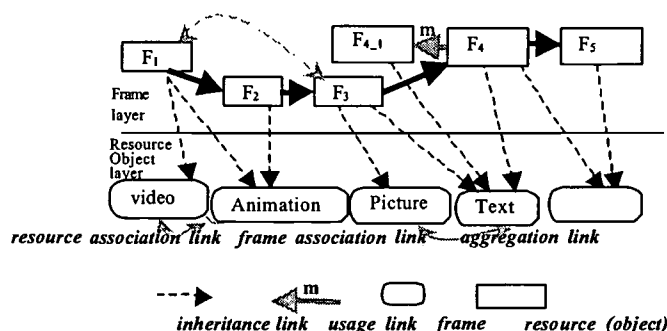 m
F1 F4_1 F4 F5
F2 F3
Frame
layer
Resource
Object
layer
video Animation Picture Text
resource association link frame association link aggregation link
m
inheritance link usage link frame resource (object)